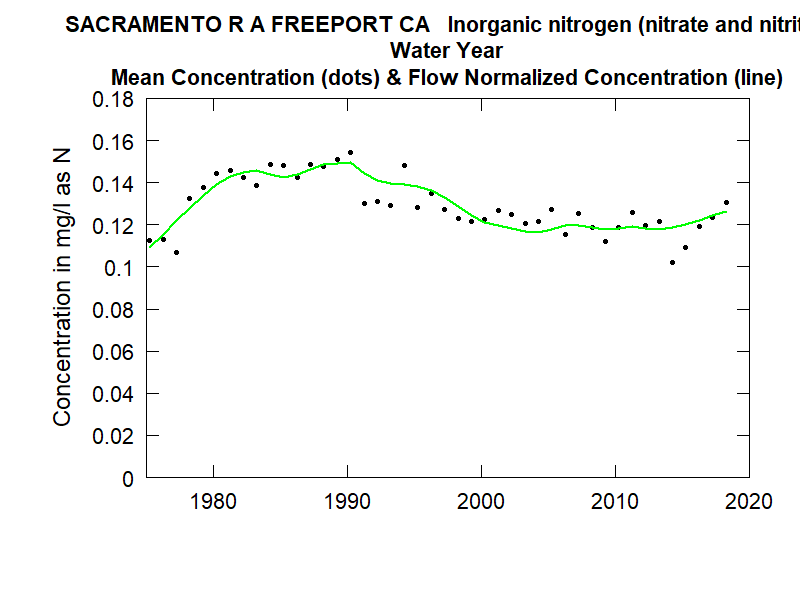 SACRAMENTO R A FREEPORT CA Inorganic nitrogen (nitrate and
Water Year
Mean Concentration (dots) & Flow Normalized Concentration (line)
Concentration in mg/l as N
0.18
0.16
0.14
0.12
0.1
0.08
0.06
0.04
0.02
0
1980 1990 2000 2010 2020